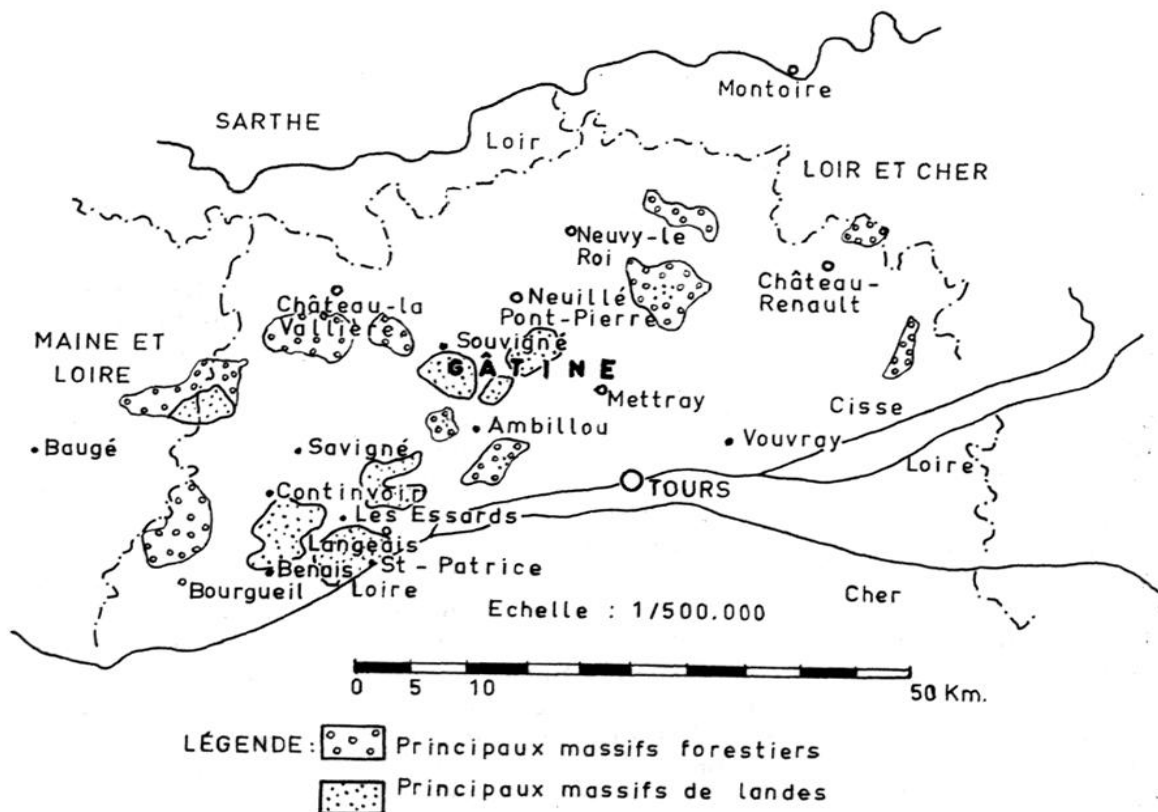 Montoire
SARTHE
Loir
LOIR ET CHER
Neuvy-le
Roi
Château-
Renault
Château-la
Vallière
Neuillé
Pont-Pierre
Souvigné
MAINE ET
LOIRE
GÂTINE
Mettray
Cisse
Ambillou
Vouvray
Baugé
Savigné
Loire
TOURS
Continvoir
Les Essards
Langeais
Benais
St-Patrice
Bourgueil
Loire
Cher
Echelle : 1/500.000
0 5 10 50 Km.
LÉGENDE: Principaux massifs forestiers
Principaux massifs de landes